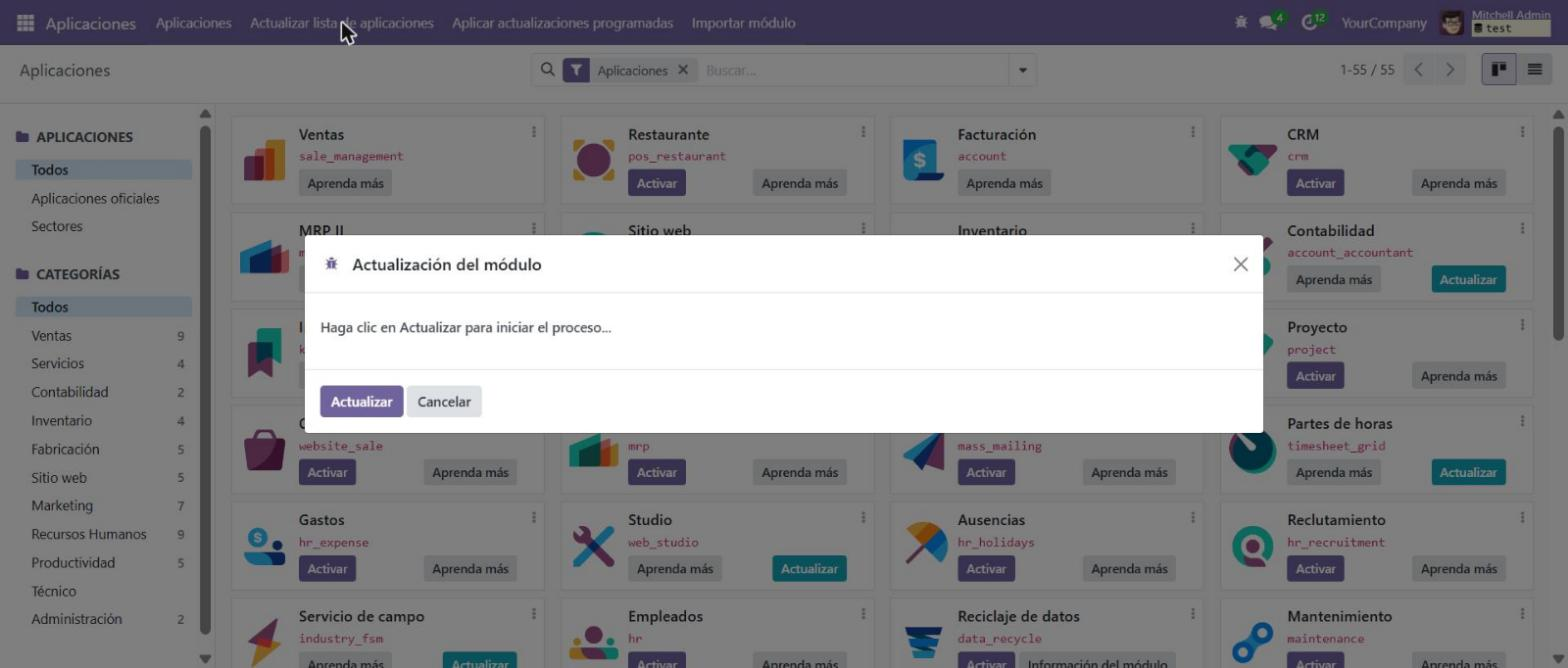 Aplicaciones Aplicaciones Actualizar lista de aplicaciones Aplicar actualizaciones programadas Importar módulo 4 12 YourCompany Mitchell Admin
test
Aplicaciones Aplicaciones Buscar... 1-55 / 55
APLICACIONES
Todos
Aplicaciones oficiales
Sectores
CATEGORÍAS
Todos
Ventas 9
Servicios 4
Contabilidad 2
Inventario 4
Fabricación 5
Sitio web 5
Marketing 7
Recursos Humanos 9
Productividad 5
Técnico
Administración 2
Ventas
sale_management
Aprenda más
Restaurante
pos_restaurant
Activar Aprenda más
Facturación
account
Aprenda más
CRM
crm
Activar Aprenda más
MRP II
Sitio web
Inventario
Contabilidad
account_accountant
Aprenda más Actualizar
Actualización del módulo
Haga clic en Actualizar para iniciar el proceso...
Actualizar Cancelar
Proyecto
project
Activar Aprenda más
website_sale
Activar Aprenda más
mrp
Activar Aprenda más
mass_mailing
Activar Aprenda más
Partes de horas
timesheet_grid
Aprenda más Actualizar
Gastos
hr_expense
Activar Aprenda más
Studio
web_studio
Aprenda más Actualizar
Ausencias
hr_holidays
Activar Aprenda más
Reclutamiento
hr_recruitment
Activar Aprenda más
Servicio de campo
industry_fsm
Aprenda más Actualizar
Empleados
hr
Activar Aprenda más
Reciclaje de datos
data_recycle
Activar Información del módulo
Mantenimiento
maintenance
Activar Aprenda más